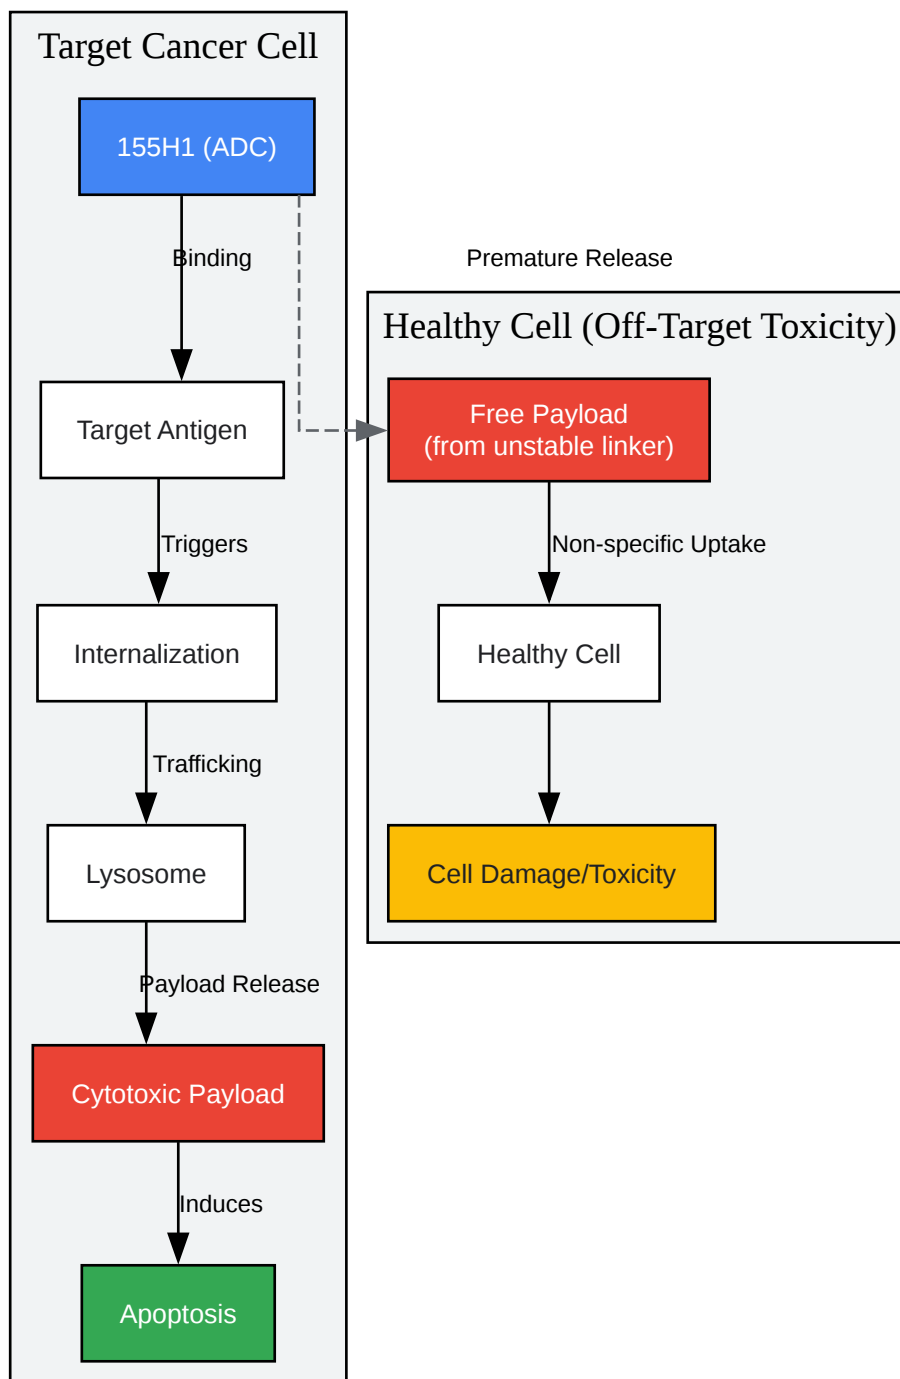 Target Cancer Cell
155H1 (ADC)
Binding
Target Antigen
Triggers
Internalization
Trafficking
Lysosome
Payload Release
Cytotoxic Payload
Induces
Apoptosis
Premature Release
Healthy Cell (Off-Target Toxicity)
Free Payload
(from unstable linker)
Non-specific Uptake
Healthy Cell
Cell Damage/Toxicity